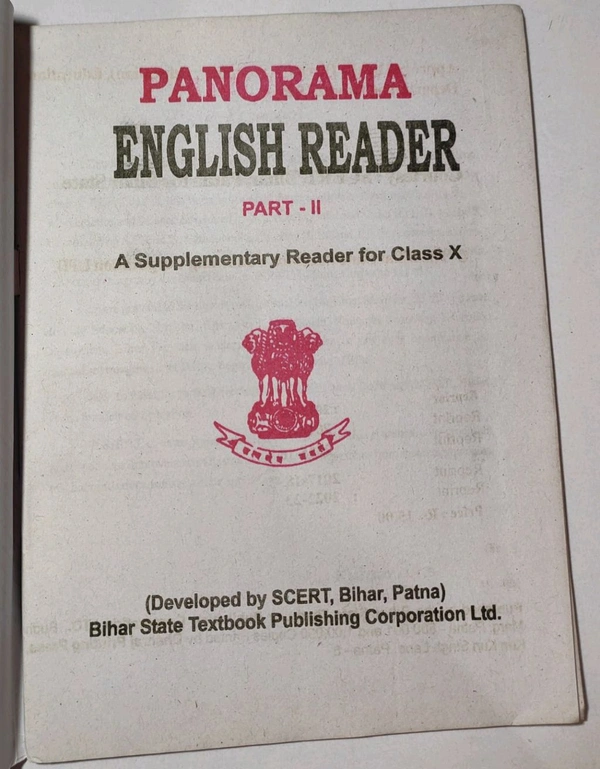 PANORAMA
ENGLISH READER
PART - II
A Supplementary Reader for Class X
(Developed by SCERT, Bihar, Patna)
Bihar State Textbook Publishing Corporation Ltd.